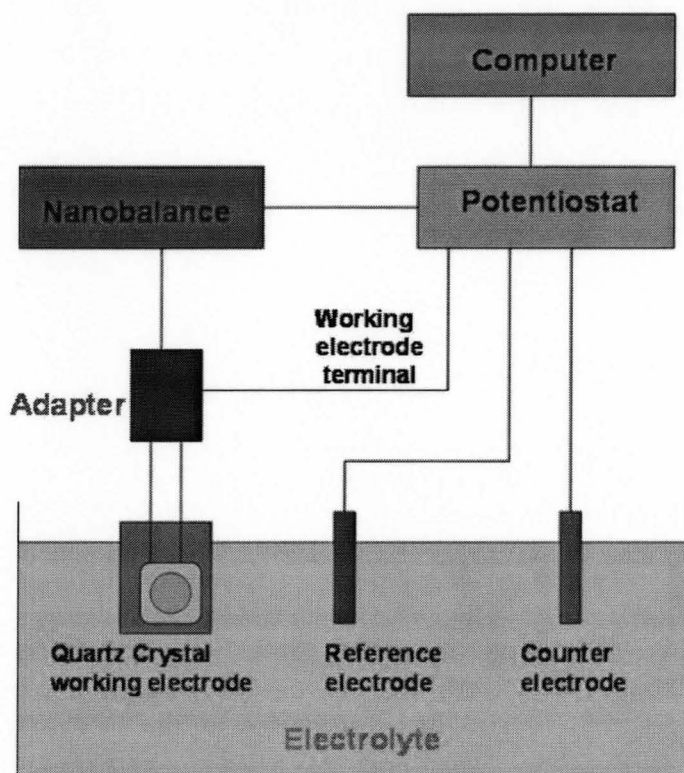 Computer
Nanobalance
Potentiostat
Working
electrode
terminal
Adapter
Quartz Crystal
working electrode
Reference
electrode
Counter
electrode
Electrolyte